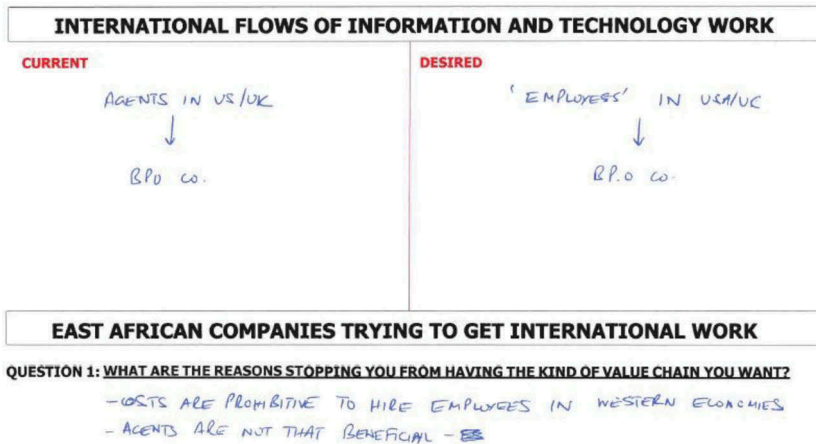 INTERNATIONAL FLOWS OF INFORMATION AND TECHNOLOGY WORK
CURRENT
AGENTS IN US/UK
BPO CO.
DESIRED
'EMPLOYEES' IN USA/UC
BP.O CO.
EAST AFRICAN COMPANIES TRYING TO GET INTERNATIONAL WORK
QUESTION 1: WHAT ARE THE REASONS STOPPING YOU FROM HAVING THE KIND OF VALUE CHAIN YOU WANT?
- COSTS ARE PROHIBITIVE TO HIRE EMPLOYEES IN WESTERN ECONOMIES
- AGENTS ARE NOT THAT BENEFICIAL -